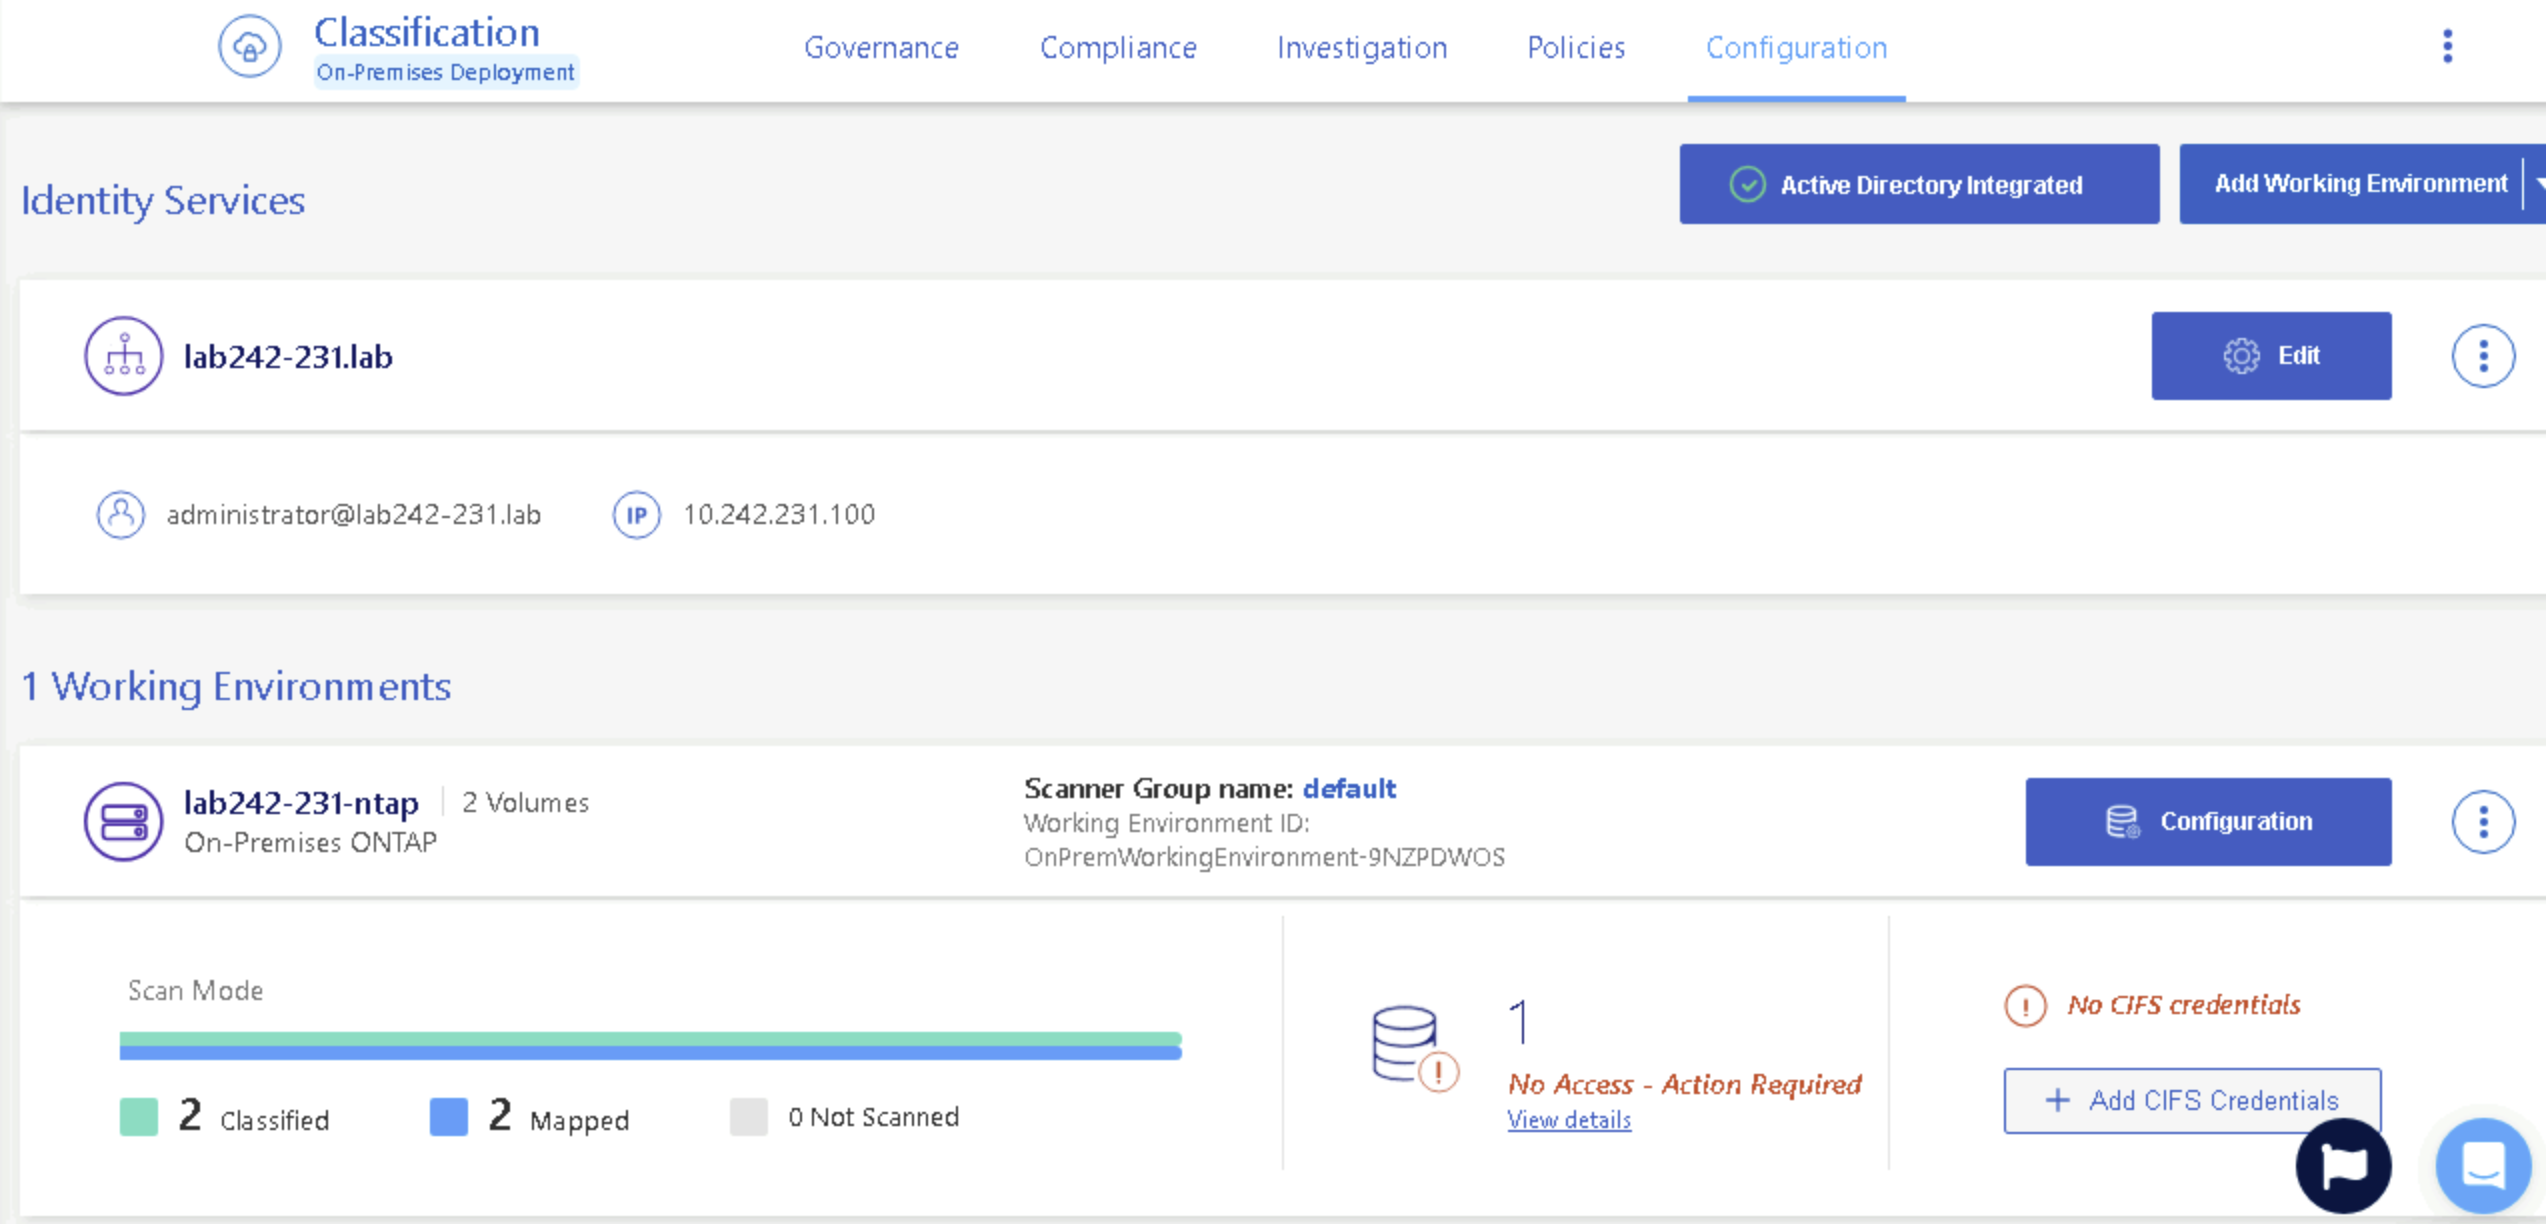 Classification
On-Premises Deployment
Governance
Compliance
Investigation
Policies
Configuration
Identity Services
Active Directory Integrated
Add Working Environment
lab242-231.lab
Edit
administrator@lab242-231.lab
IP
10.242.231.100
1 Working Environments
lab242-231-ntap
2 Volumes
On-Premises ONTAP
Scanner Group name: default
Working Environment ID:
OnPremWorkingEnvironment-9NZPDWOS
Configuration
Scan Mode
2 Classified
2 Mapped
0 Not Scanned
1
No Access - Action Required
View details
No CIFS credentials
+ Add CIFS Credentials